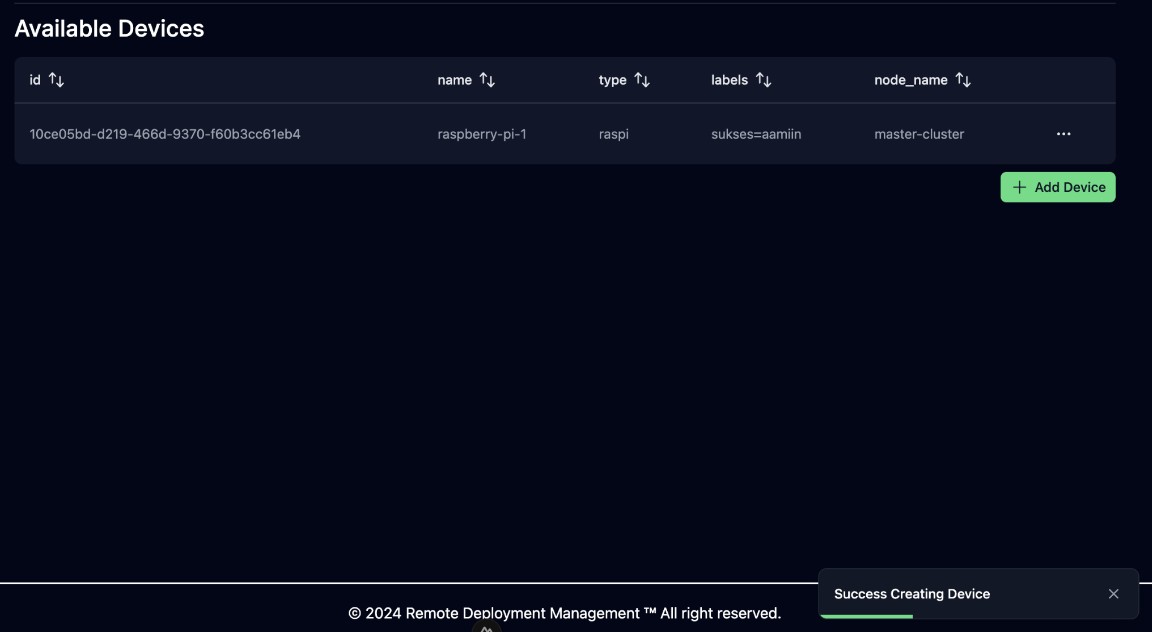 Available Devices
id name type labels node_name
10ce05bd-d219-466d-9370-f60b3cc61eb4 raspberry-pi-1 raspi sukses=aamiin master-cluster ...
+ Add Device
Success Creating Device
© 2024 Remote Deployment Management ™ All right reserved.